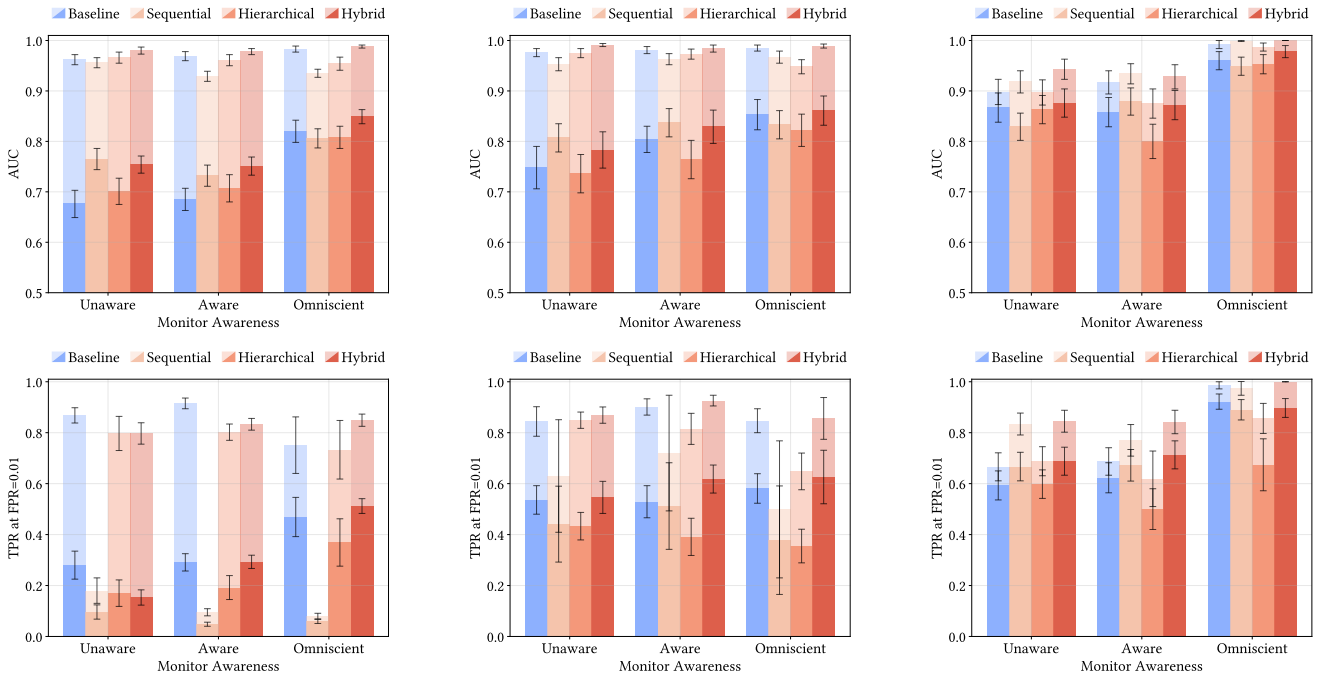 Baseline Sequential Hierarchical Hybrid
1.0
0.9
0.8
0.7
0.6
0.5
AUC
Unaware Aware Omniscient
Monitor Awareness
Baseline Sequential Hierarchical Hybrid
1.0
0.9
0.8
0.7
0.6
0.5
AUC
Unaware Aware Omniscient
Monitor Awareness
Baseline Sequential Hierarchical Hybrid
1.0
0.9
0.8
0.7
0.6
0.5
AUC
Unaware Aware Omniscient
Monitor Awareness
Baseline Sequential Hierarchical Hybrid
1.0
0.8
0.6
0.4
0.2
0.0
TPR at FPR=0.01
Unaware Aware Omniscient
Monitor Awareness
Baseline Sequential Hierarchical Hybrid
1.0
0.8
0.6
0.4
0.2
0.0
TPR at FPR=0.01
Unaware Aware Omniscient
Monitor Awareness
Baseline Sequential Hierarchical Hybrid
1.0
0.8
0.6
0.4
0.2
0.0
TPR at FPR=0.01
Unaware Aware Omniscient
Monitor Awareness